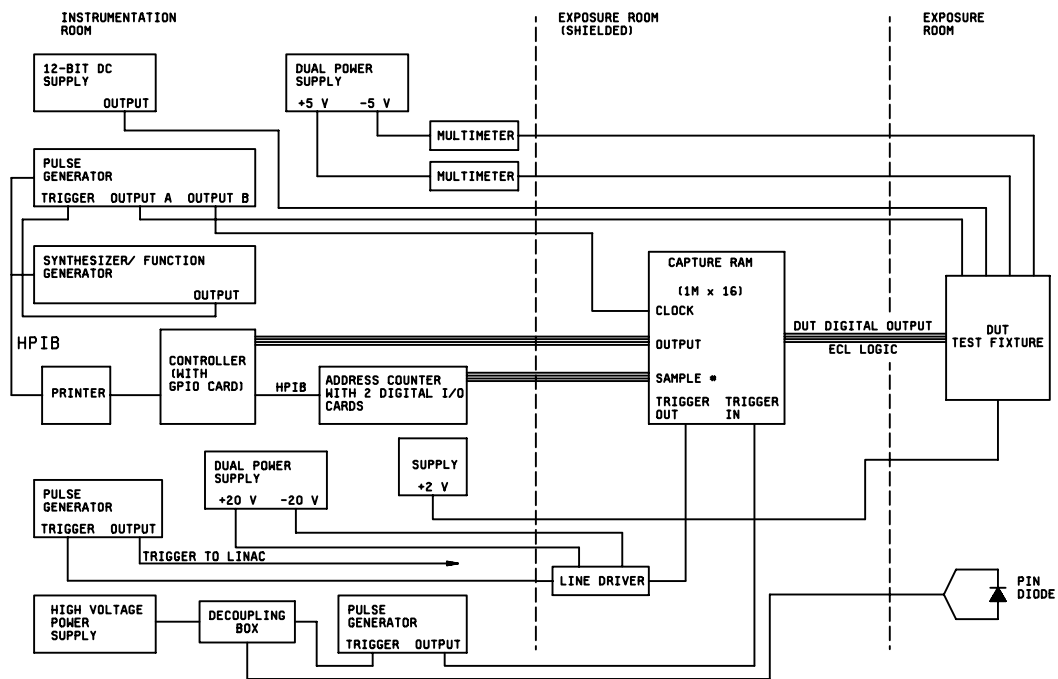 INSTRUMENTATION
ROOM
EXPOSURE ROOM
(SHIELDED)
EXPOSURE
ROOM
12-BIT DC
SUPPLY
OUTPUT
DUAL POWER
SUPPLY
+5 V -5 V
MULTIMETER
MULTIMETER
PULSE
GENERATOR
TRIGGER OUTPUT A OUTPUT B
SYNTHESIZER/ FUNCTION
GENERATOR
OUTPUT
CAPTURE RAM
(1M x 16)
CLOCK
OUTPUT
SAMPLE #
TRIGGER
OUT
TRIGGER
IN
DUT DIGITAL OUTPUT
ECL LOGIC
DUT
TEST FIXTURE
HPIB
PRINTER
CONTROLLER
(WITH
GPIO CARD)
HPIB
ADDRESS COUNTER
WITH 2 DIGITAL I/O
CARDS
DUAL POWER
SUPPLY
+20 V -20 V
SUPPLY
+2 V
PULSE
GENERATOR
TRIGGER OUTPUT
TRIGGER TO LINAC
LINE DRIVER
PIN
DIODE
HIGH VOLTAGE
POWER
SUPPLY
DECOUPLING
BOX
PULSE
GENERATOR
TRIGGER OUTPUT